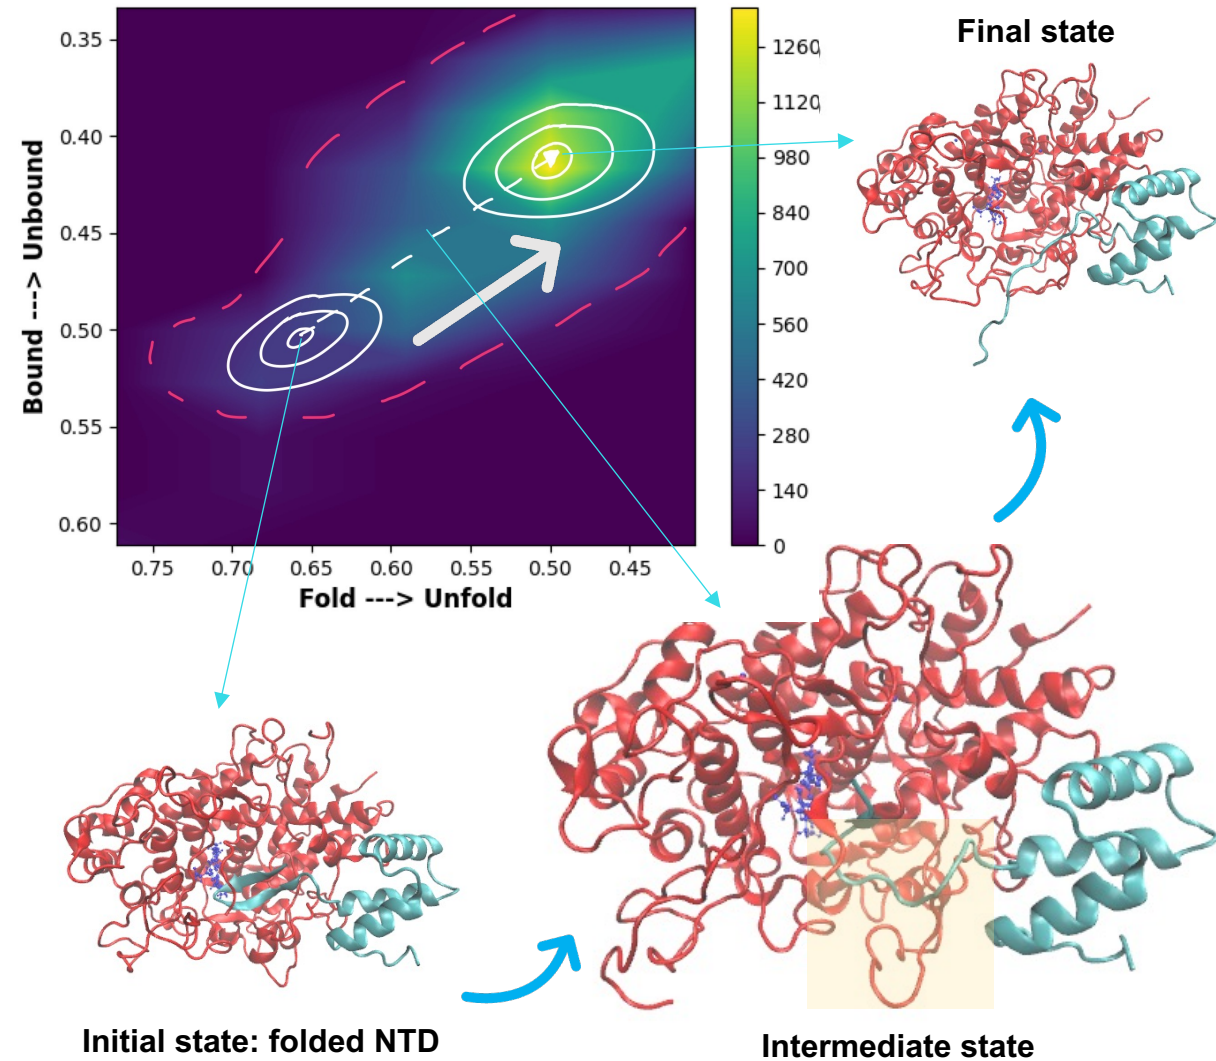 Final state
0.35
0.40
0.45
0.50
0.55
0.60
Bound ---> Unbound
0.75 0.70 0.65 0.60 0.55 0.50 0.45
Fold ---> Unfold
1260
1120
980
840
700
560
420
280
140
0
Initial state: folded NTD
Intermediate state